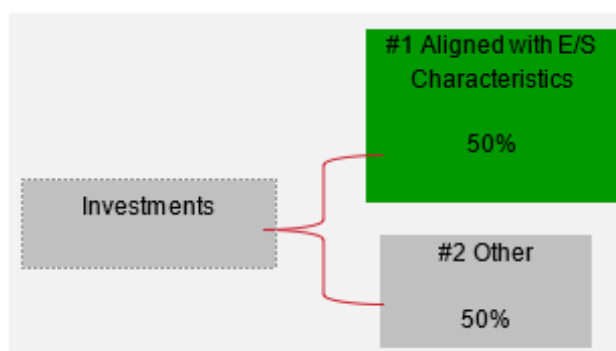 #1 Aligned with E/S
Characteristics
50%
Investments
#2 Other
50%